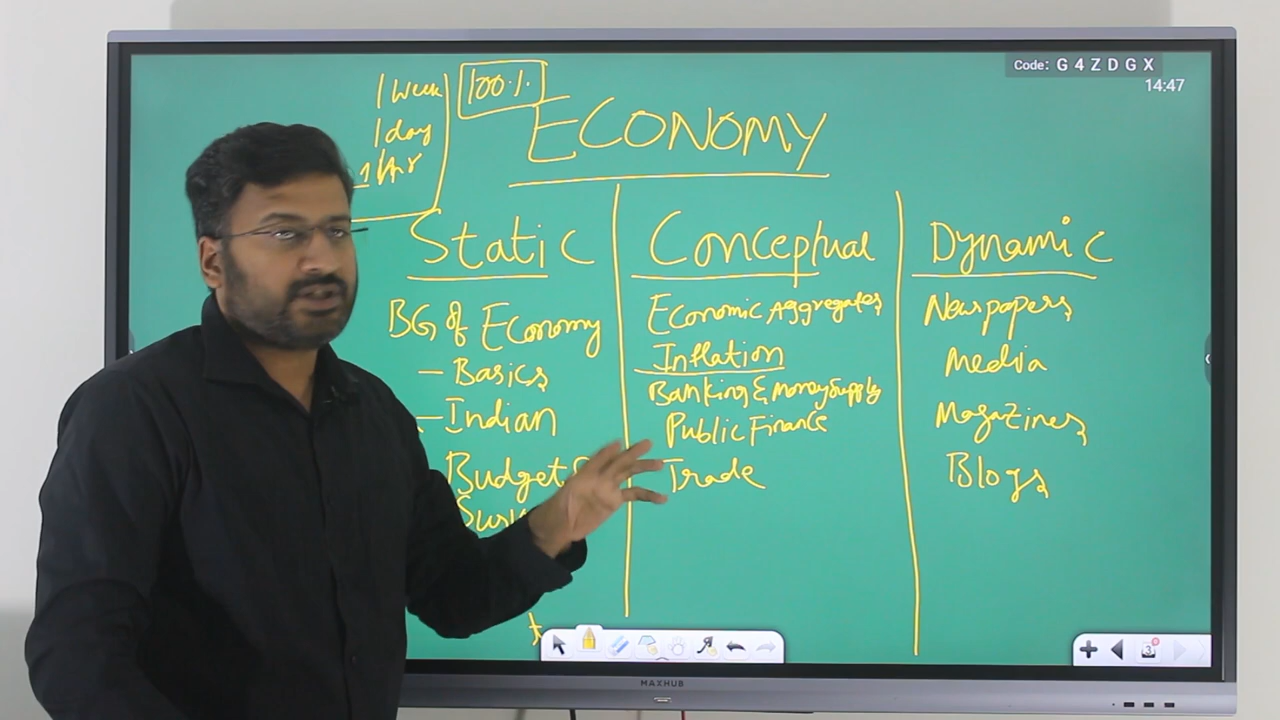 Code: G 4 Z D G X
14:47
1 Week
1 day
1 Hr
100%
ECONOMY
Static
BG of Economy
- Basics
- Indian
Budget
Conceptual
Economic Aggregates
Inflation
Banking & Money Supply
Public Finance
Trade
Dynamic
Newspapers
Media
Magazines
Blogs
3
MAXHUB